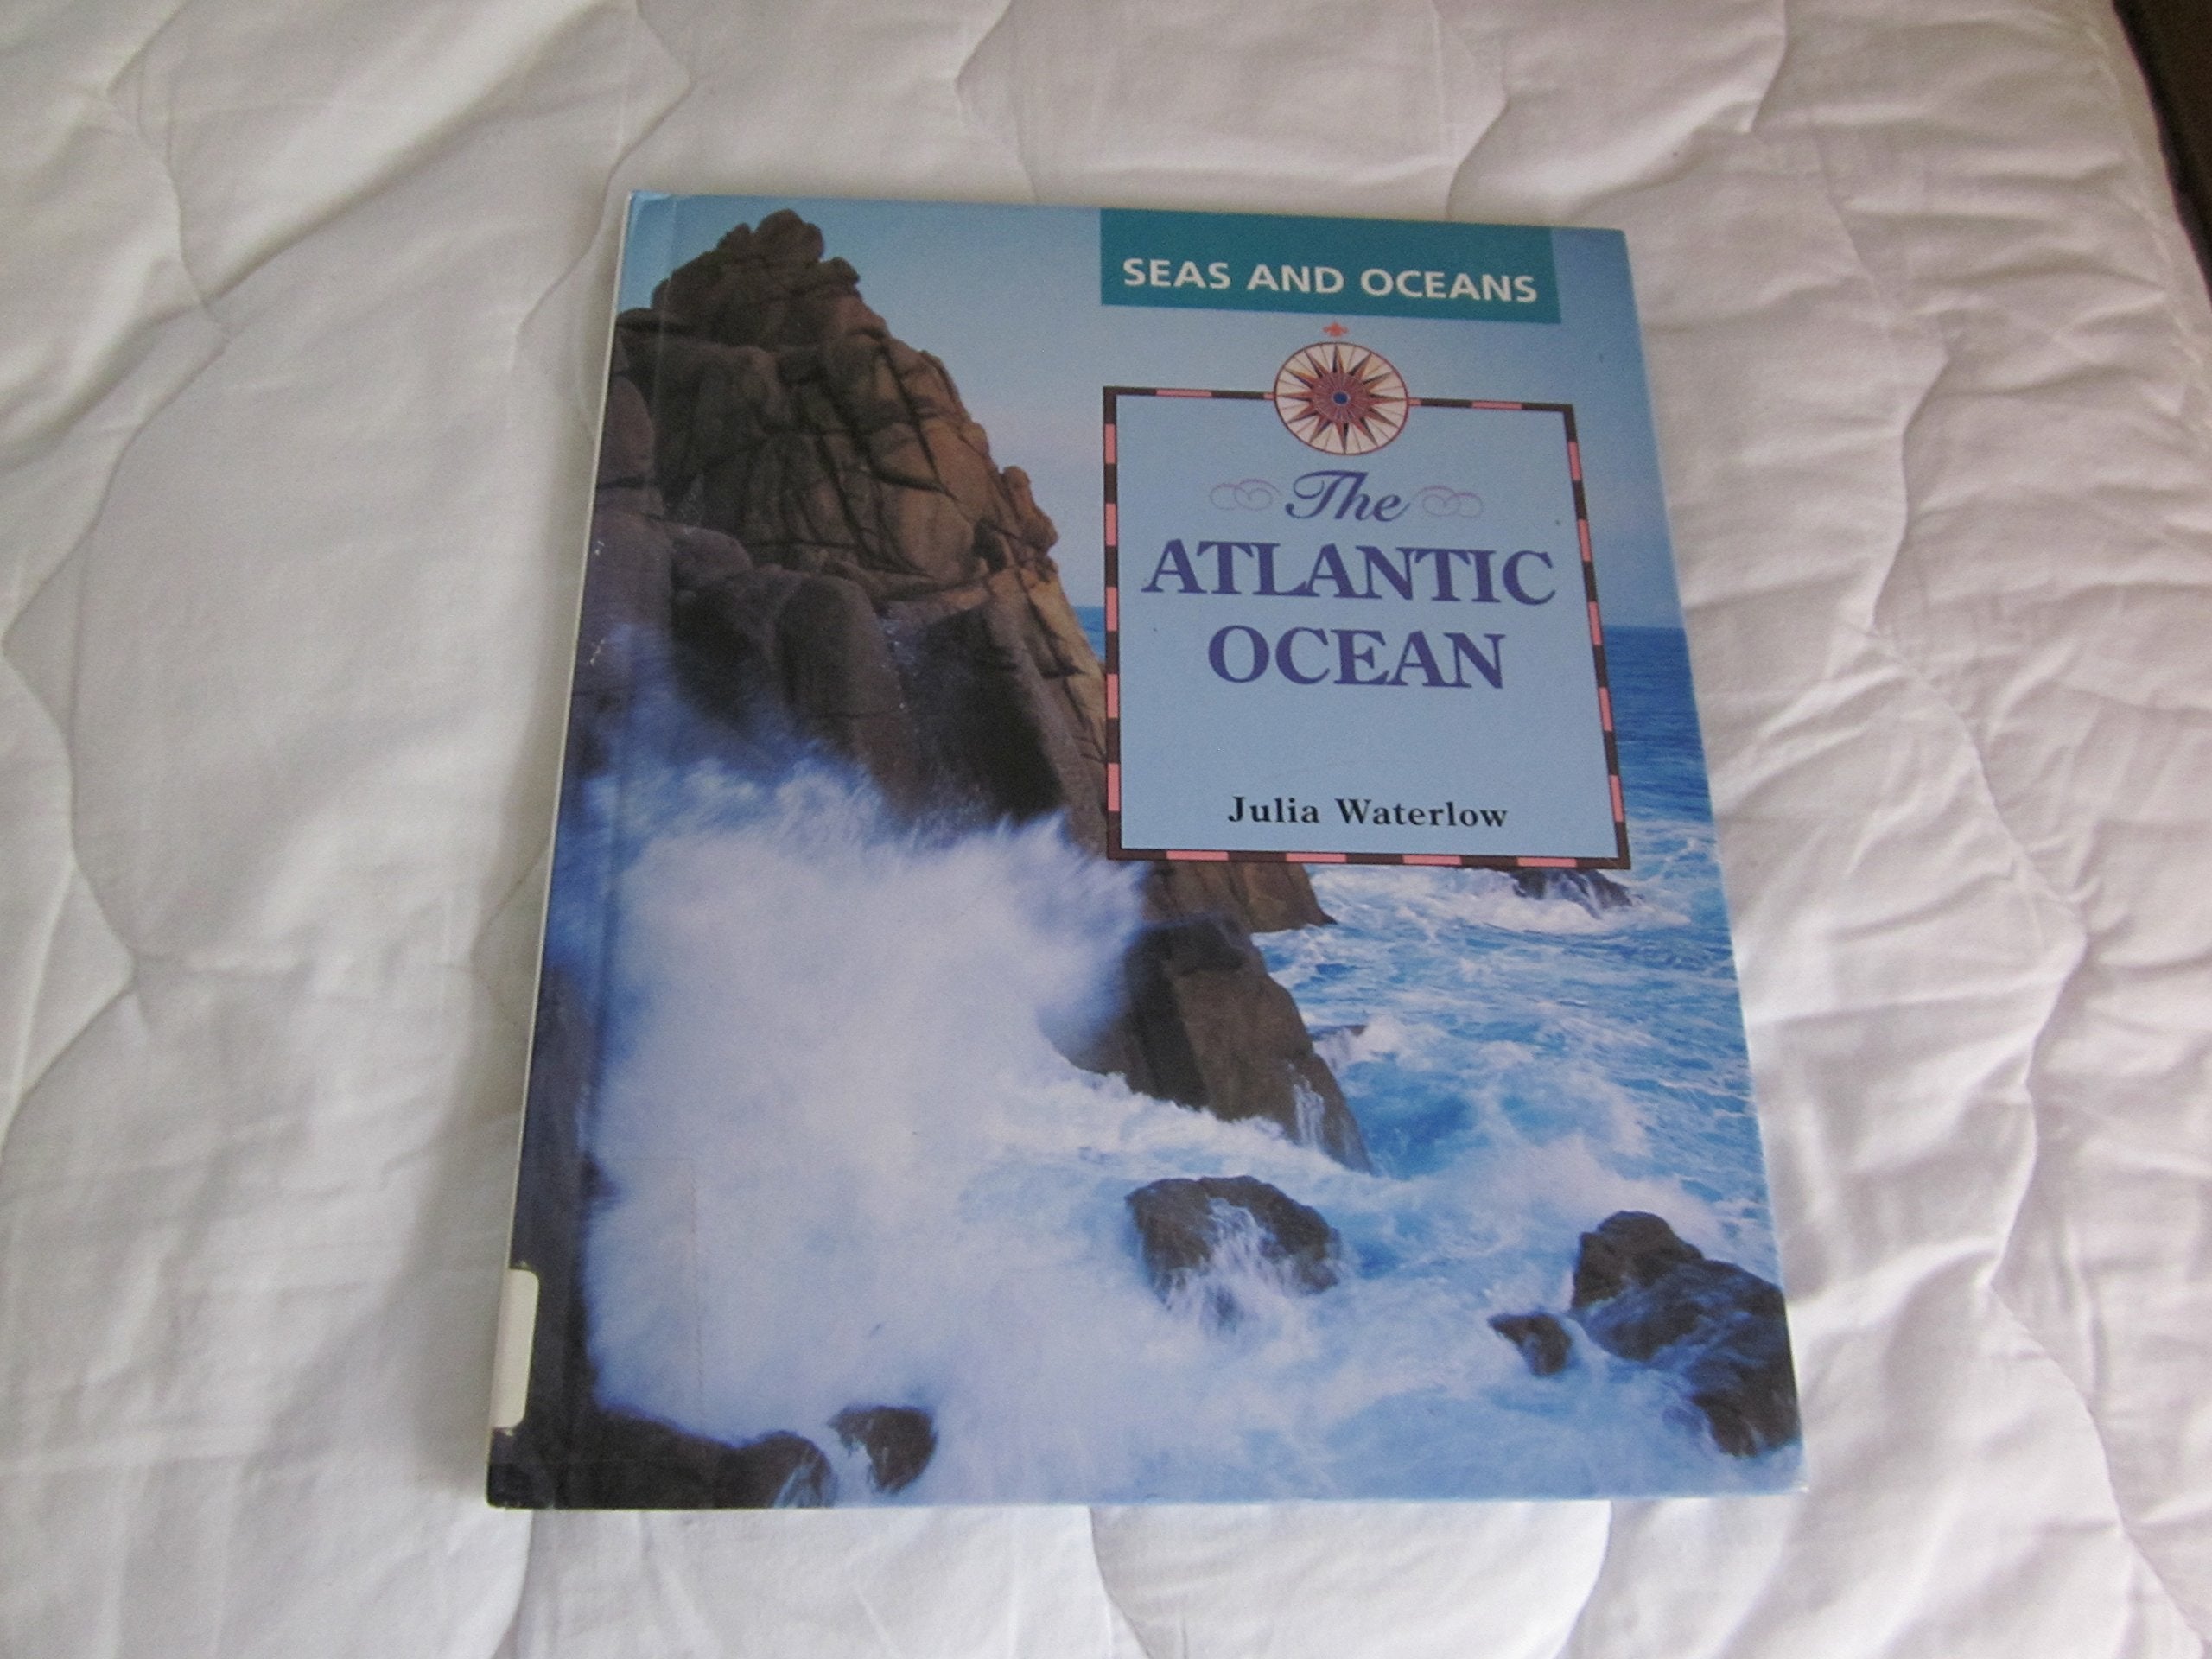 SEAS AND OCEANS
The
ATLANTIC
OCEAN
Julia Waterlow